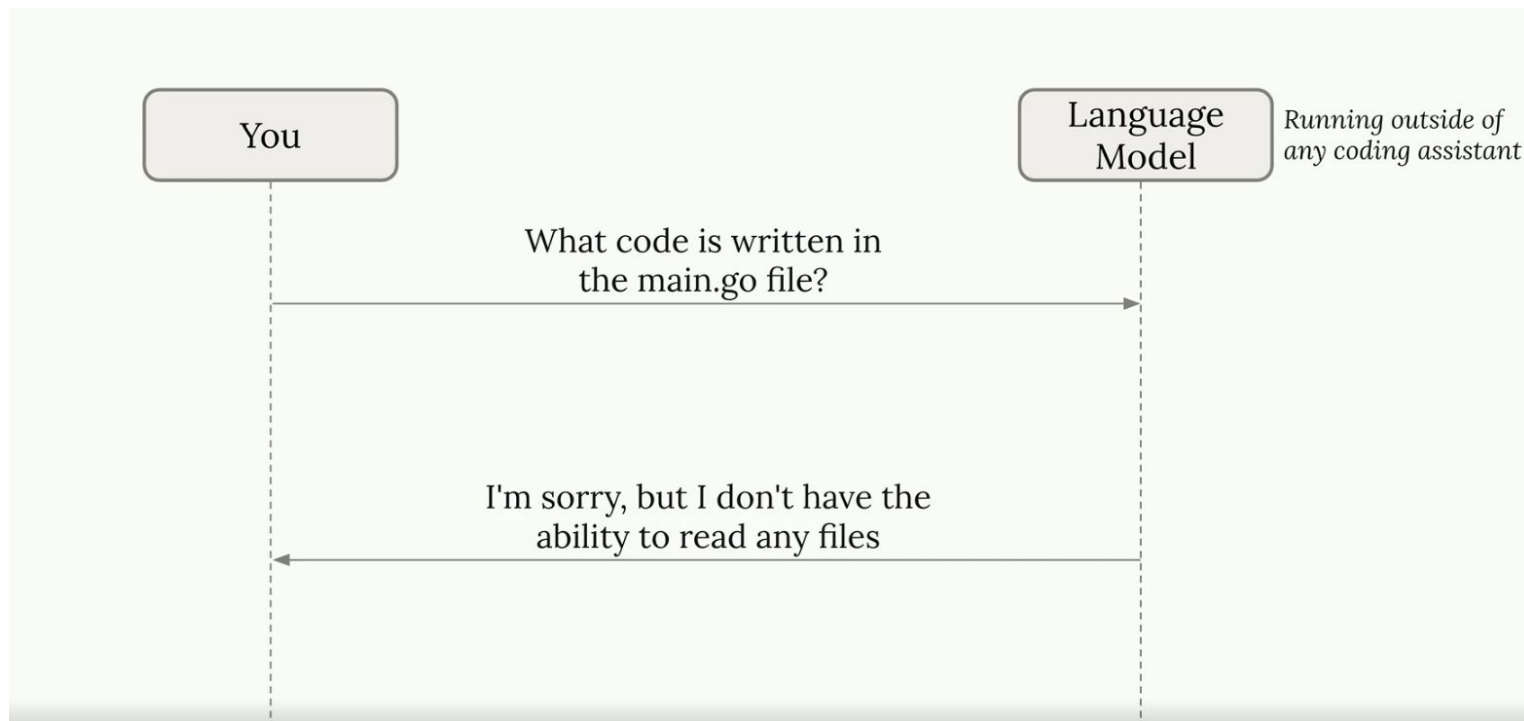 You
Language
Model
Running outside of
any coding assistant
What code is written in
the main.go file?
I'm sorry, but I don't have the
ability to read any files